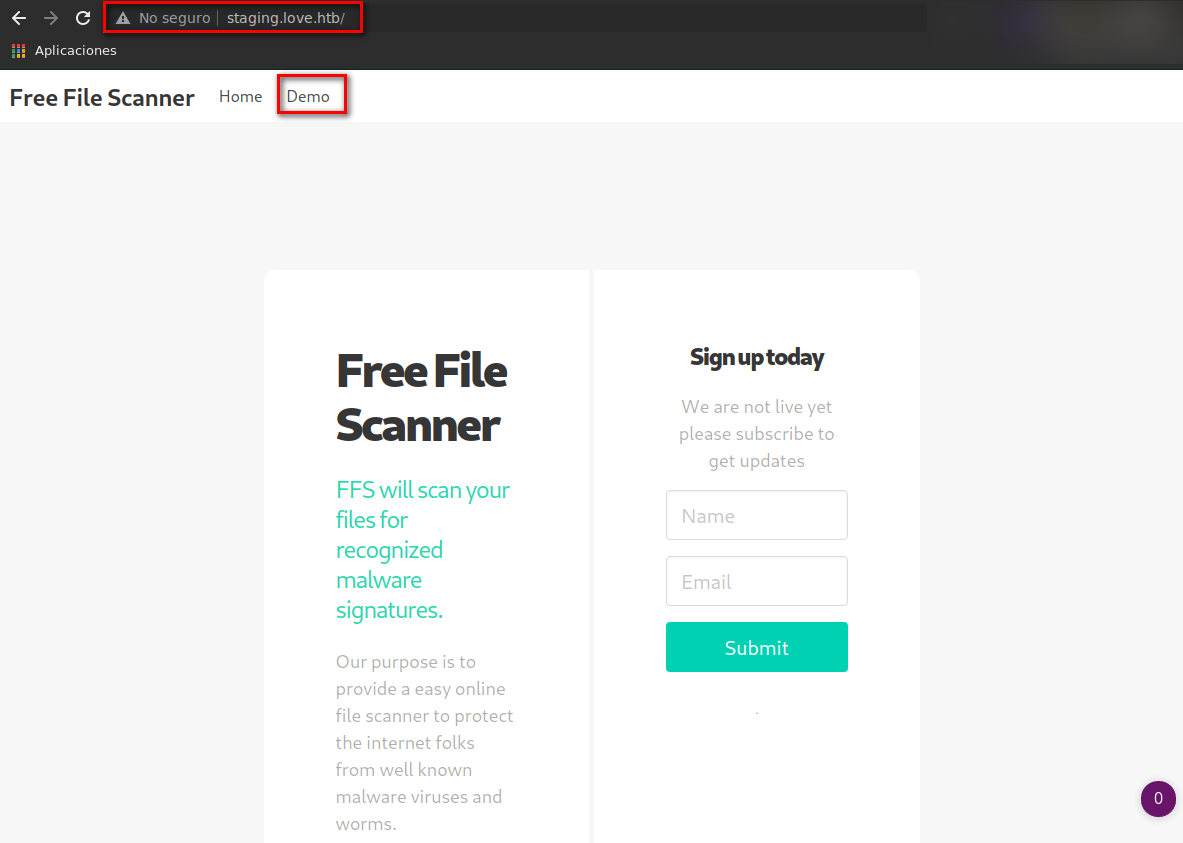 No seguro staging.love.htb/
Aplicaciones
Free File Scanner Home Demo
Free File
Scanner
FFS will scan your
files for
recognized
malware
signatures.
Our purpose is to
provide a easy online
file scanner to protect
the internet folks
from well known
malware viruses and
worms.
Sign up today
We are not live yet
please subscribe to
get updates
Name
Email
Submit
.
0